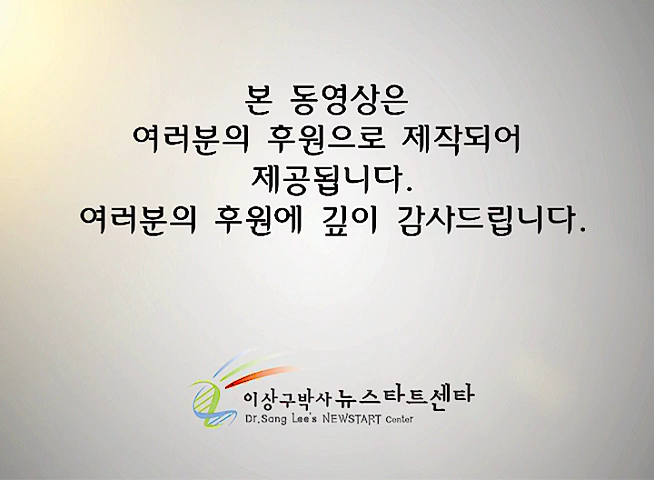 본 동영상은
여러분의 후원으로 제작되어
제공됩니다.
여러분의 후원에 깊이 감사드립니다.
이상구박사 뉴스타트센타
Dr.Sang Lee's NEWSTART Center